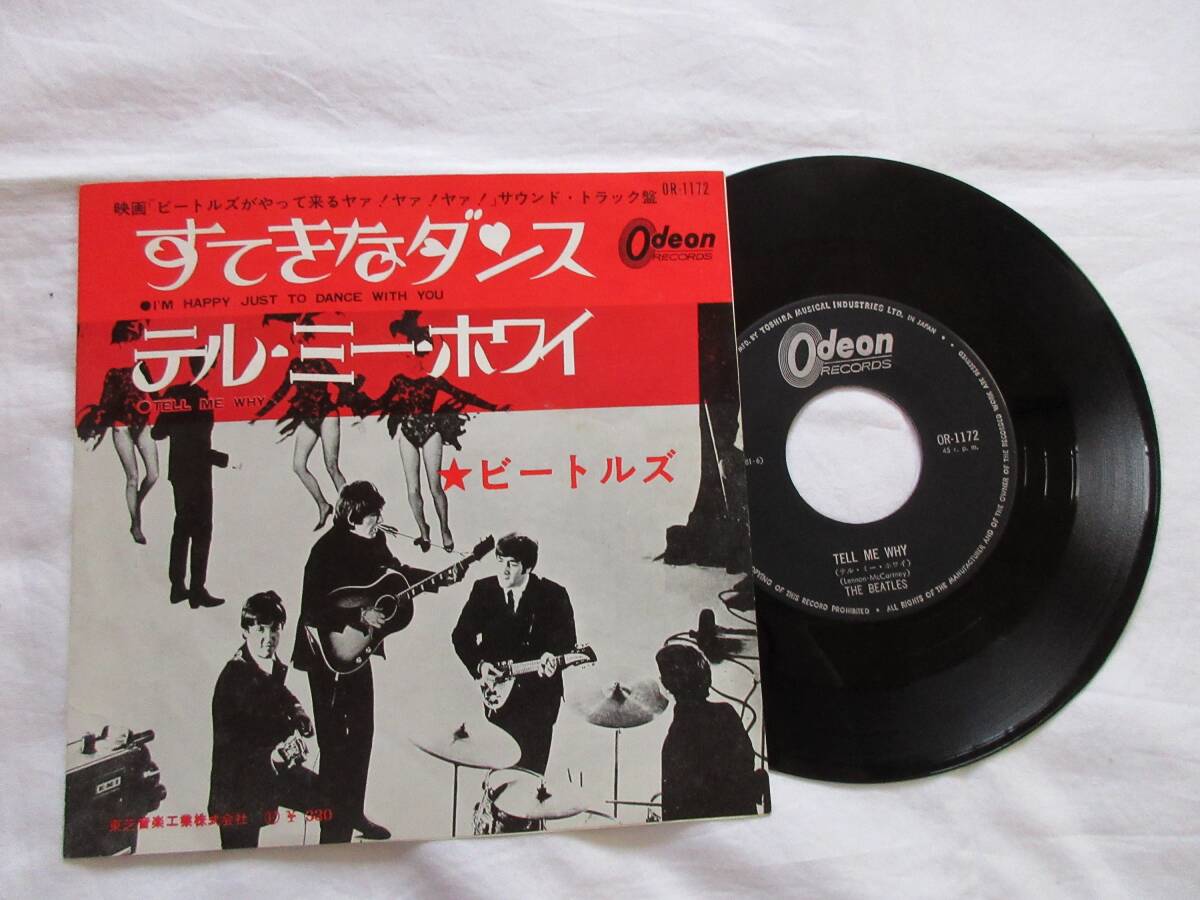 映画「ビートルズがやって来るヤァ!ヤァ!ヤァ!」サウンド・トラック盤 OR-1172
すてきなダンス
Odeon
RECORDS
●I'M HAPPY JUST TO DANCE WITH YOU
テル・ミー・ホワイ
●TELL ME WHY
★ビートルズ
東芝音楽工業株式会社 ¥ 330
MFD. BY TOSHIBA MUSICAL INDUSTRIES LTD. IN JAPAN
Odeon
RECORDS
OR-1172
45 r. p. m.
TELL ME WHY
(テル・ミー・ホワイ)
(Lennon-McCartney)
THE BEATLES
COPYING OF THIS RECORD PROHIBITED • ALL RIGHTS OF THE MANUFACTURER AND OF THE OWNER OF THE RECORDED WORK ARE RESERVED